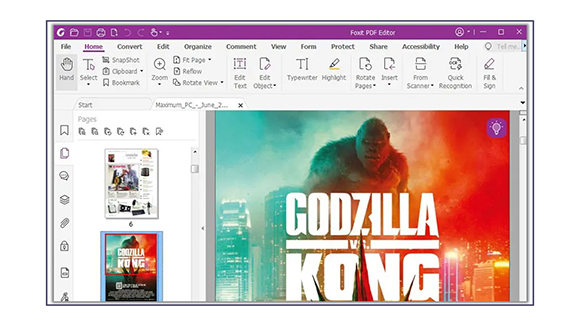 Foxit PDF Editor
File Home Convert Edit Organize Comment View Form Protect Share Accessibility Help Tell me...
Hand
Select
SnapShot
Clipboard
Bookmark
Zoom
Fit Page
Reflow
Rotate View
Edit
Text
Edit
Object
Typewriter
Highlight
Rotate
Pages
Insert
From
Scanner
Quick
Recognition
Fill &
Sign
Start
Maximum_PC_-_June_2...
Pages
6
GODZILLA
VS
KONG